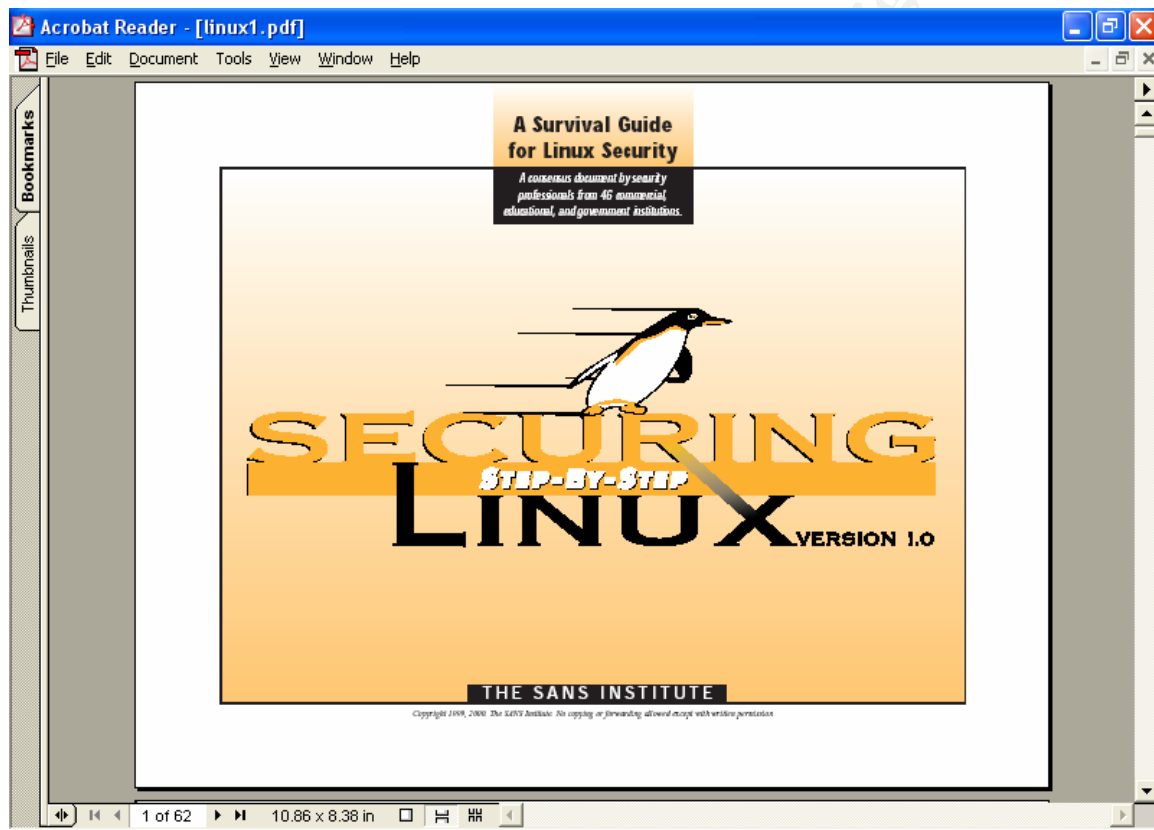 Acrobat Reader - [linux1.pdf]
File Edit Document Tools View Window Help
Bookmarks
Thumbnails
A Survival Guide
for Linux Security
A consensus document by security
professionals from 46 commercial,
educational, and government institutions.
SECURING
STEP-BY-STEP
LINUX
VERSION 1.0
THE SANS INSTITUTE
Copyright 1999, 2000. The SANS Institute. No copying or forwarding allowed except with written permission
1 of 62 10.86 x 8.38 in